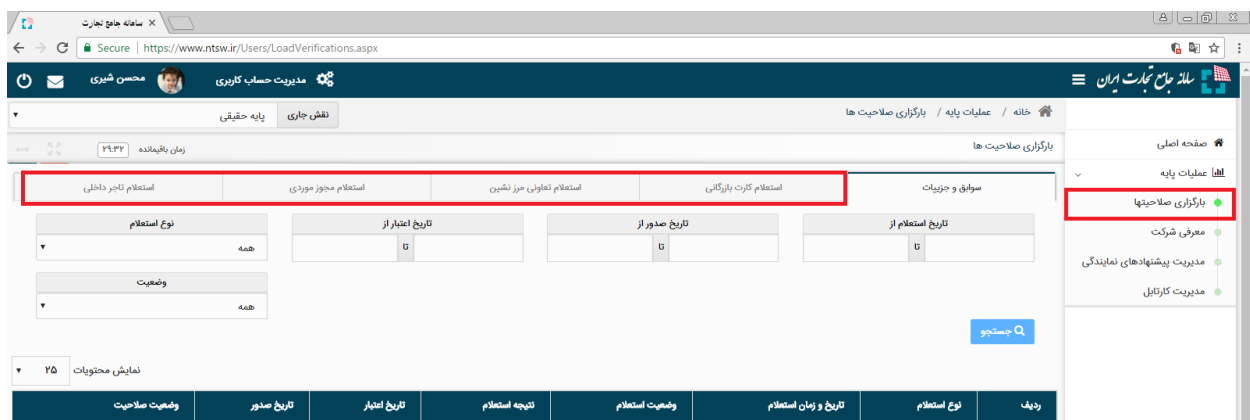 سامانه جامع تجارت
Secure | https://www.ntsw.ir/Users/LoadVerifications.aspx
سامانه جامع تجارت ایران
مدیریت حساب کاربری
محسن شیری
خانه / عملیات پایه / بارگزاری صلاحیت ها
نقش جاری
پایه حقیقی
صفحه اصلی
عملیات پایه
بارگزاری صلاحیتها
معرفی شرکت
مدیریت پیشنهادهای نمایندگی
مدیریت کارتابل
بارگزاری صلاحیت ها
زمان باقیمانده ۲۹:۳۲
سوابق و جزییات
استعلام کارت بازرگانی
استعلام تعاونی مرز نشین
استعلام مجوز موردی
استعلام تاجر داخلی
تاریخ استعلام از
تا
تاریخ صدور از
تا
تاریخ اعتبار از
تا
نوع استعلام
همه
وضعیت
همه
جستجو
نمایش محتویات ۲۵
ردیف
نوع استعلام
تاریخ و زمان استعلام
وضعیت استعلام
نتیجه استعلام
تاریخ اعتبار
تاریخ صدور
وضعیت صلاحیت